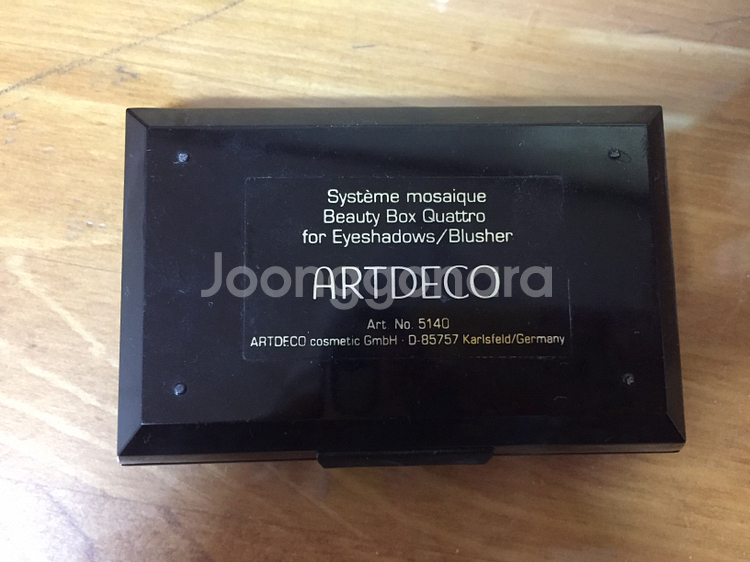 Système mosaique
Beauty Box Quattro
for Eyeshadows/Blusher
ARTDECO
Joonggonara
Art. No. 5140
ARTDECO cosmetic GmbH · D-85757 Karlsfeld/Germany